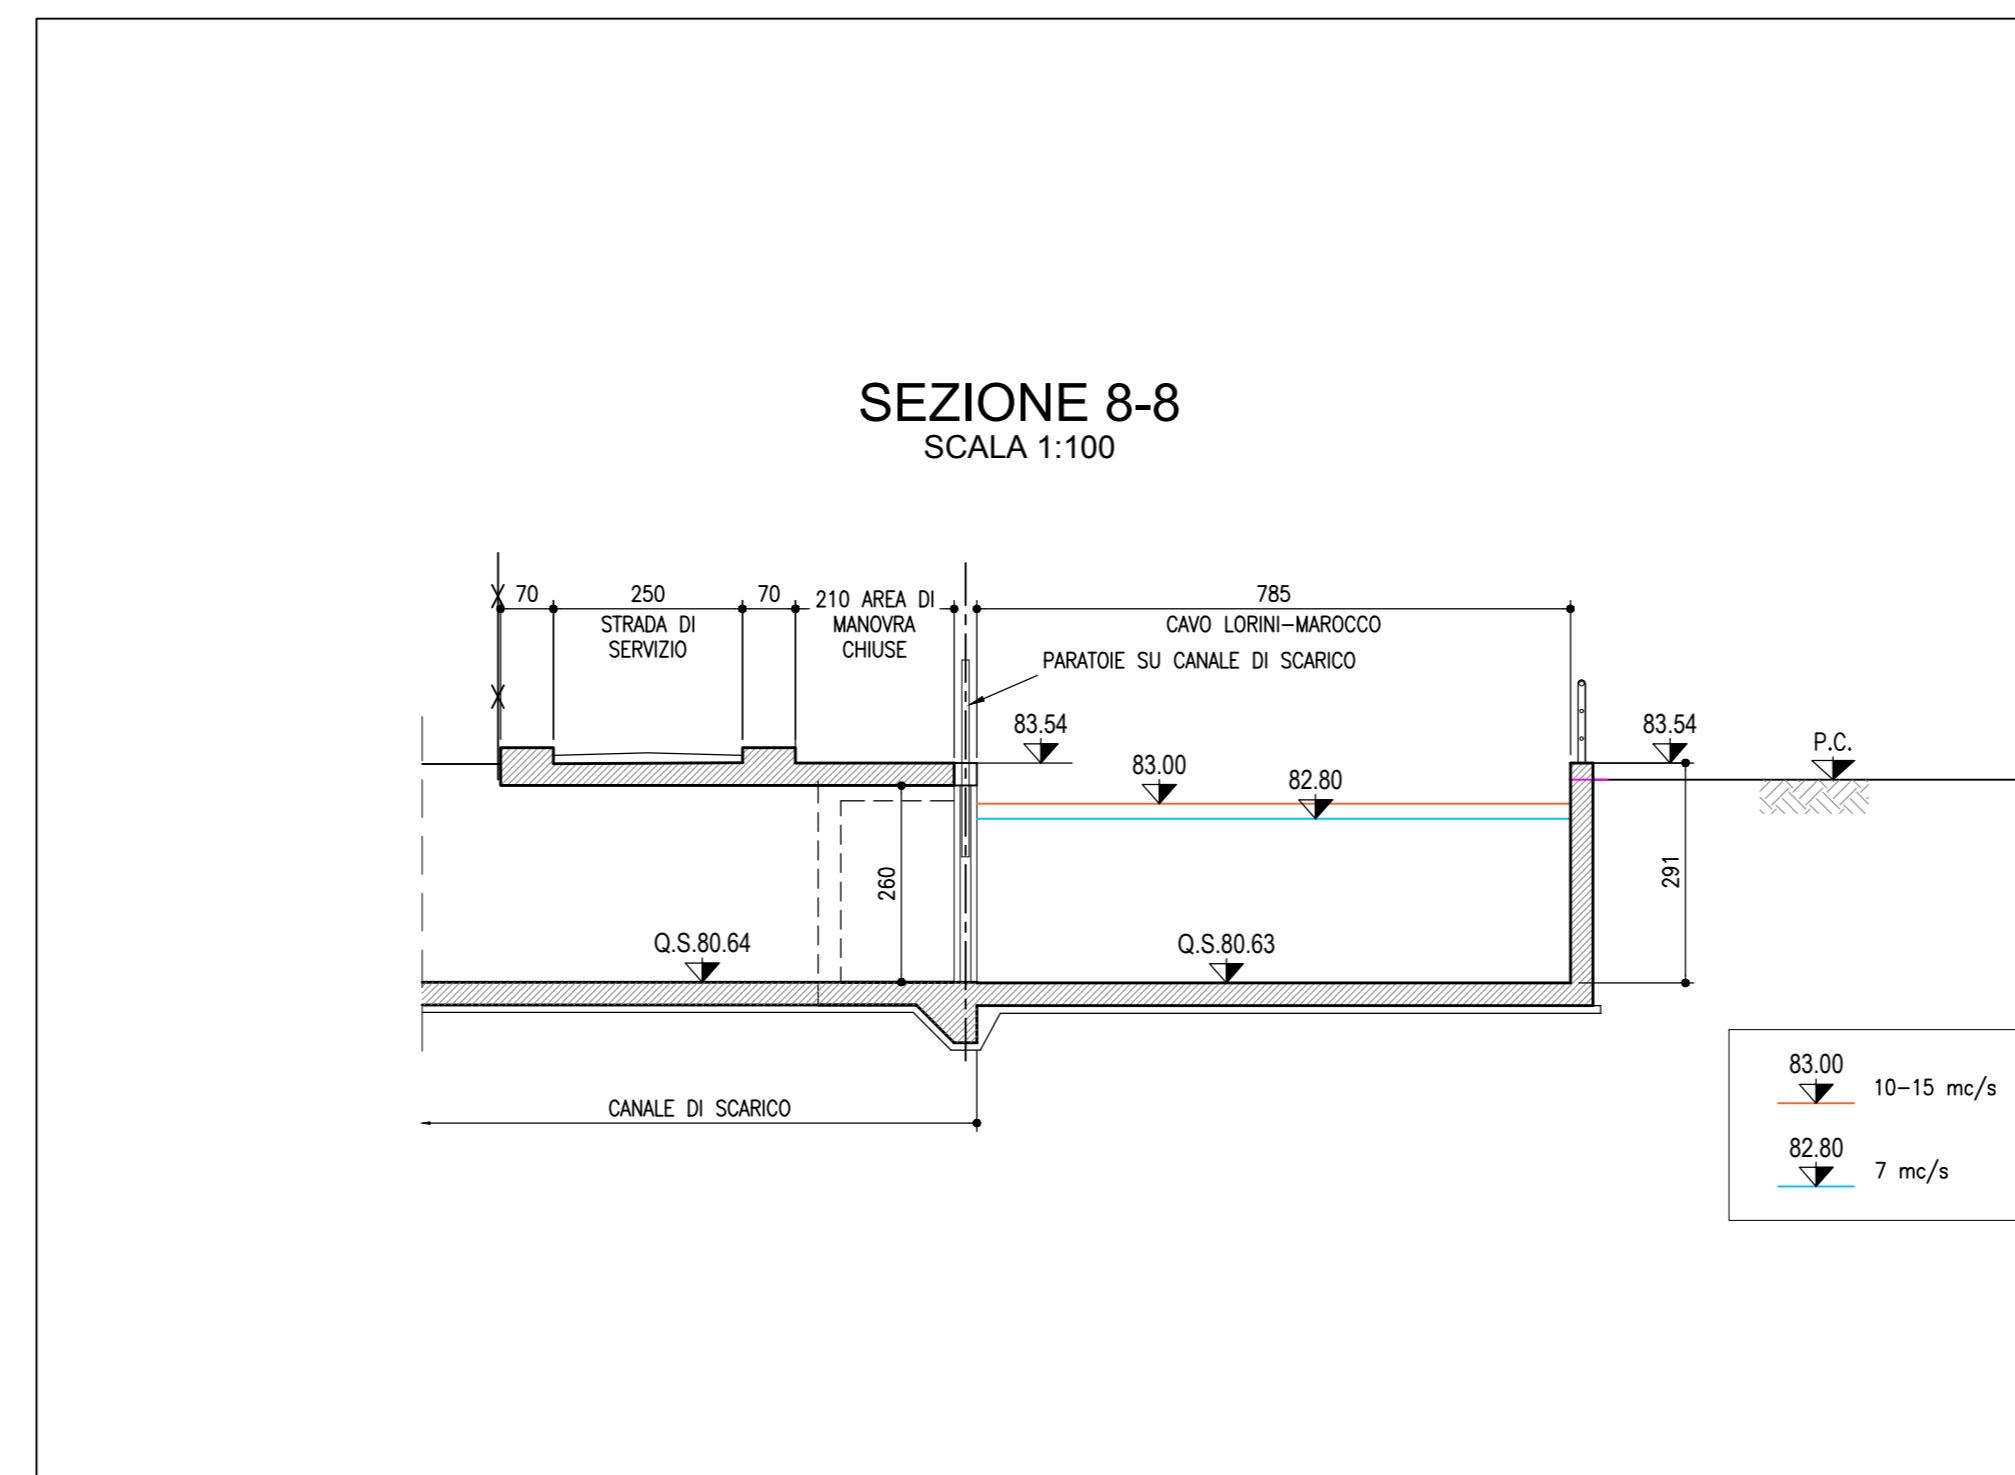 SEZIONE 8-8
SCALA 1:100
70
250
70
210 AREA DI
MANOVRA
CHIUSE
STRADA DI
SERVIZIO
785
CAVO LORINI-MAROCCO
PARATOIE SU CANALE DI SCARICO
83.54
83.00
82.80
83.54
P.C.
260
291
Q.S.80.64
Q.S.80.63
CANALE DI SCARICO
83.00
10-15 mc/s
82.80
7 mc/s